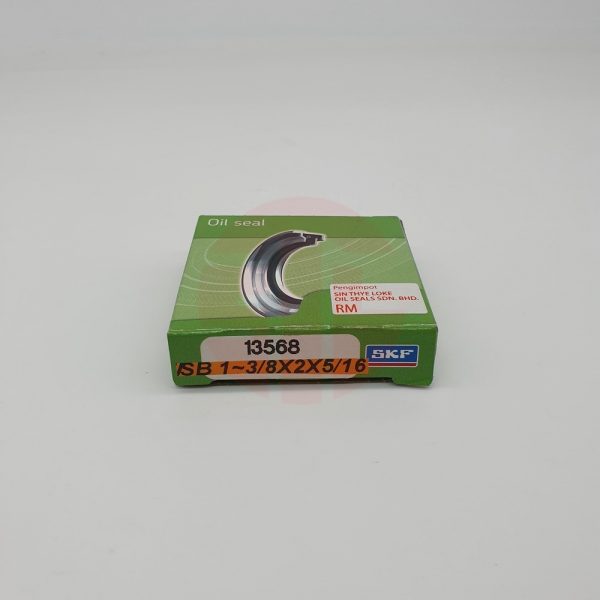 Oil seal
Pengimpot
SIN THYE LOKE
OIL SEALS SDN. BHD.
RM
13568
SKF
SB 1~3/8X2X5/16